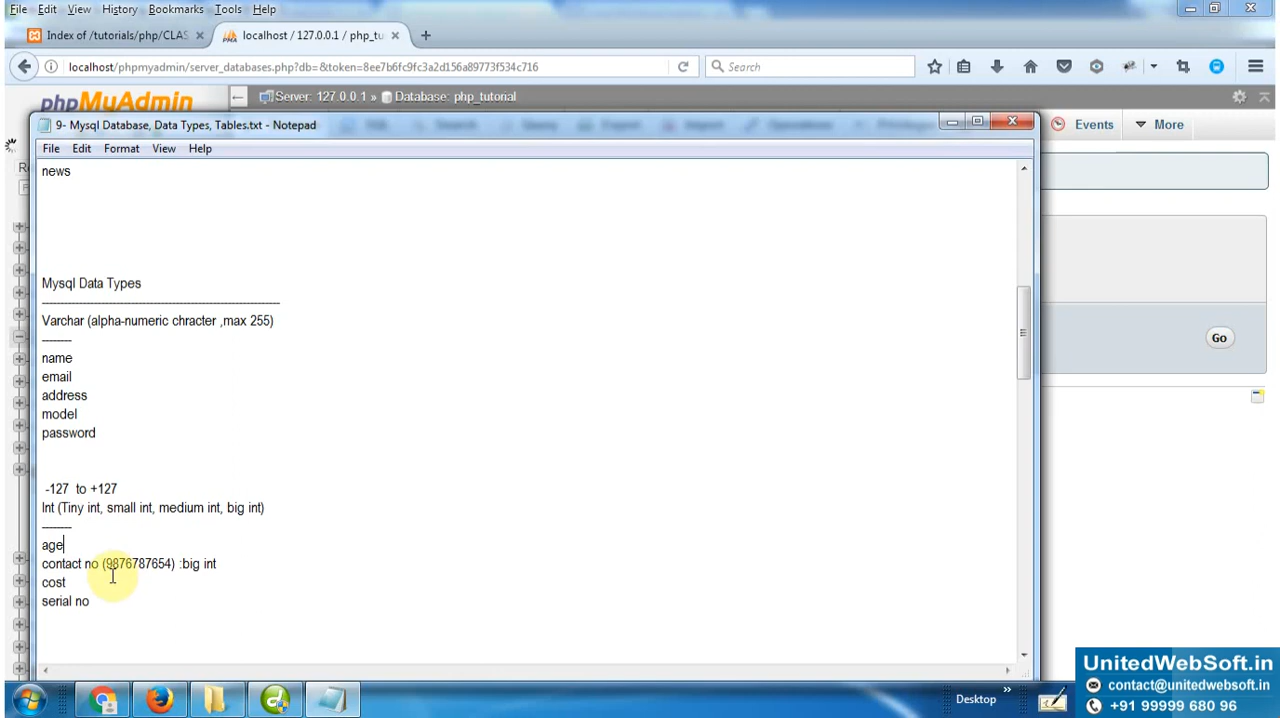 File Edit View History Bookmarks Tools Help
Index of /tutorials/php/CLAS × localhost / 127.0.0.1 / php_tu × +
localhost/phpmyadmin/server_databases.php?db=&token=8ee7b6fc9fc3a2d156a89773f534c716 Search
phpMyAdmin Server: 127.0.0.1 » Database: php_tutorial
9- Mysql Database, Data Types, Tables.txt - Notepad
Events More
File Edit Format View Help
news
Mysql Data Types
-----------------------------------------------------------------
Varchar (alpha-numeric chracter ,max 255)
--------
name
email
address
model
password
-127 to +127
Int (Tiny int, small int, medium int, big int)
--------
age
contact no (9876787654) :big int
cost
serial no
Go
UnitedWebSoft.in
contact@unitedwebsoft.in
+91 99999 680 96
Desktop »